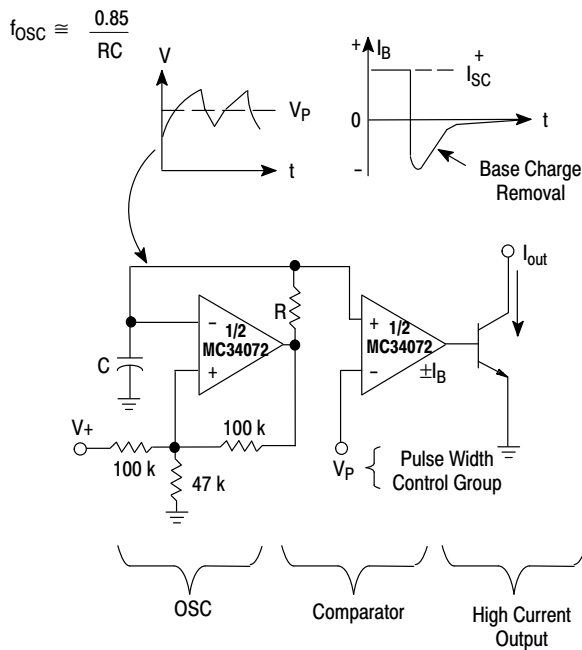 fOSC ≅ 0.85 / RC
V
VP
t
+ IB
ISC+
0
t
−
Base Charge
Removal
Iout
R
−
1/2
MC34072
+
C
+
1/2
MC34072
−
±IB
V+
100 k
100 k
47 k
VP
Pulse Width
Control Group
OSC
Comparator
High Current
Output